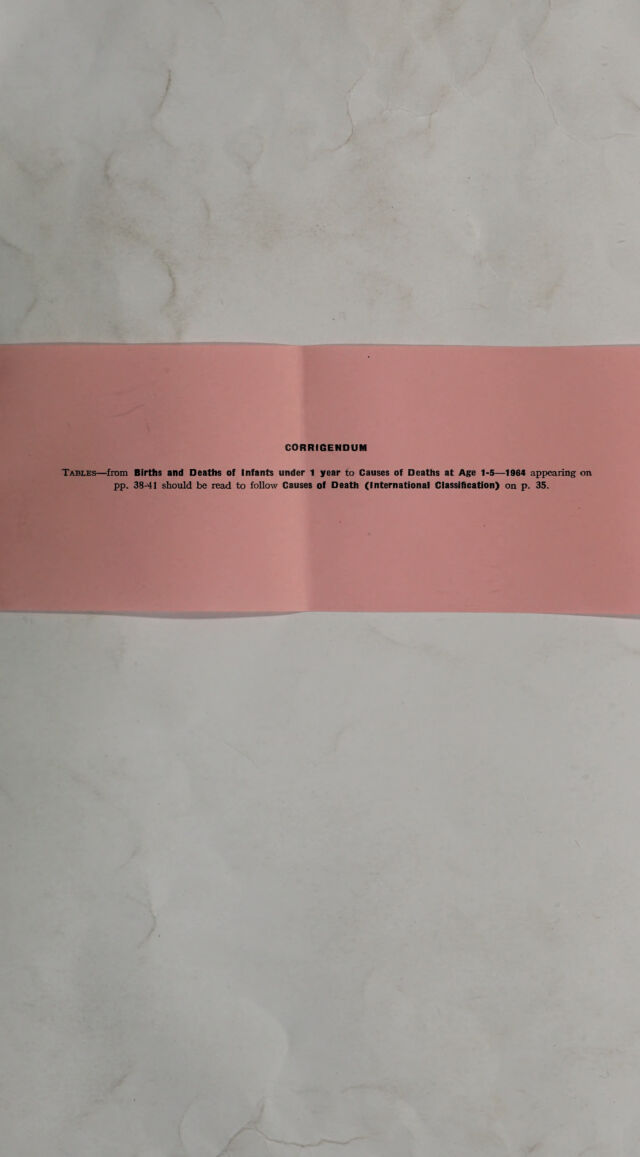 CORRIGENDUM
TABLES—from Births and Deaths of Infants under 1 year to Causes of Deaths at Age 1-5—1964 appearing on
pp. 38-41 should be read to follow Causes of Death (International Classification) on p. 35.